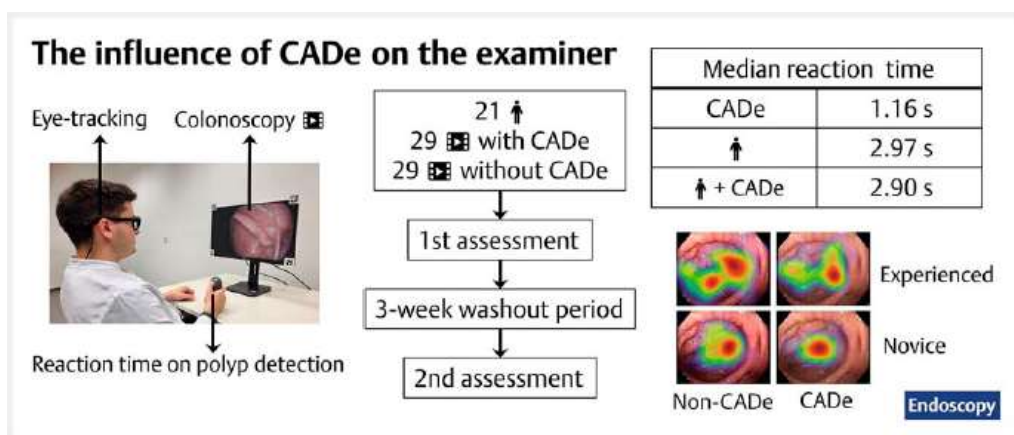 The influence of CADe on the examiner
Eye-tracking
Colonoscopy
Reaction time on polyp detection
21
29 with CADe
29 without CADe
1st assessment
3-week washout period
2nd assessment
Median reaction time
CADe 1.16 s
2.97 s
+ CADe 2.90 s
Experienced
Novice
Non-CADe CADe
Endoscopy